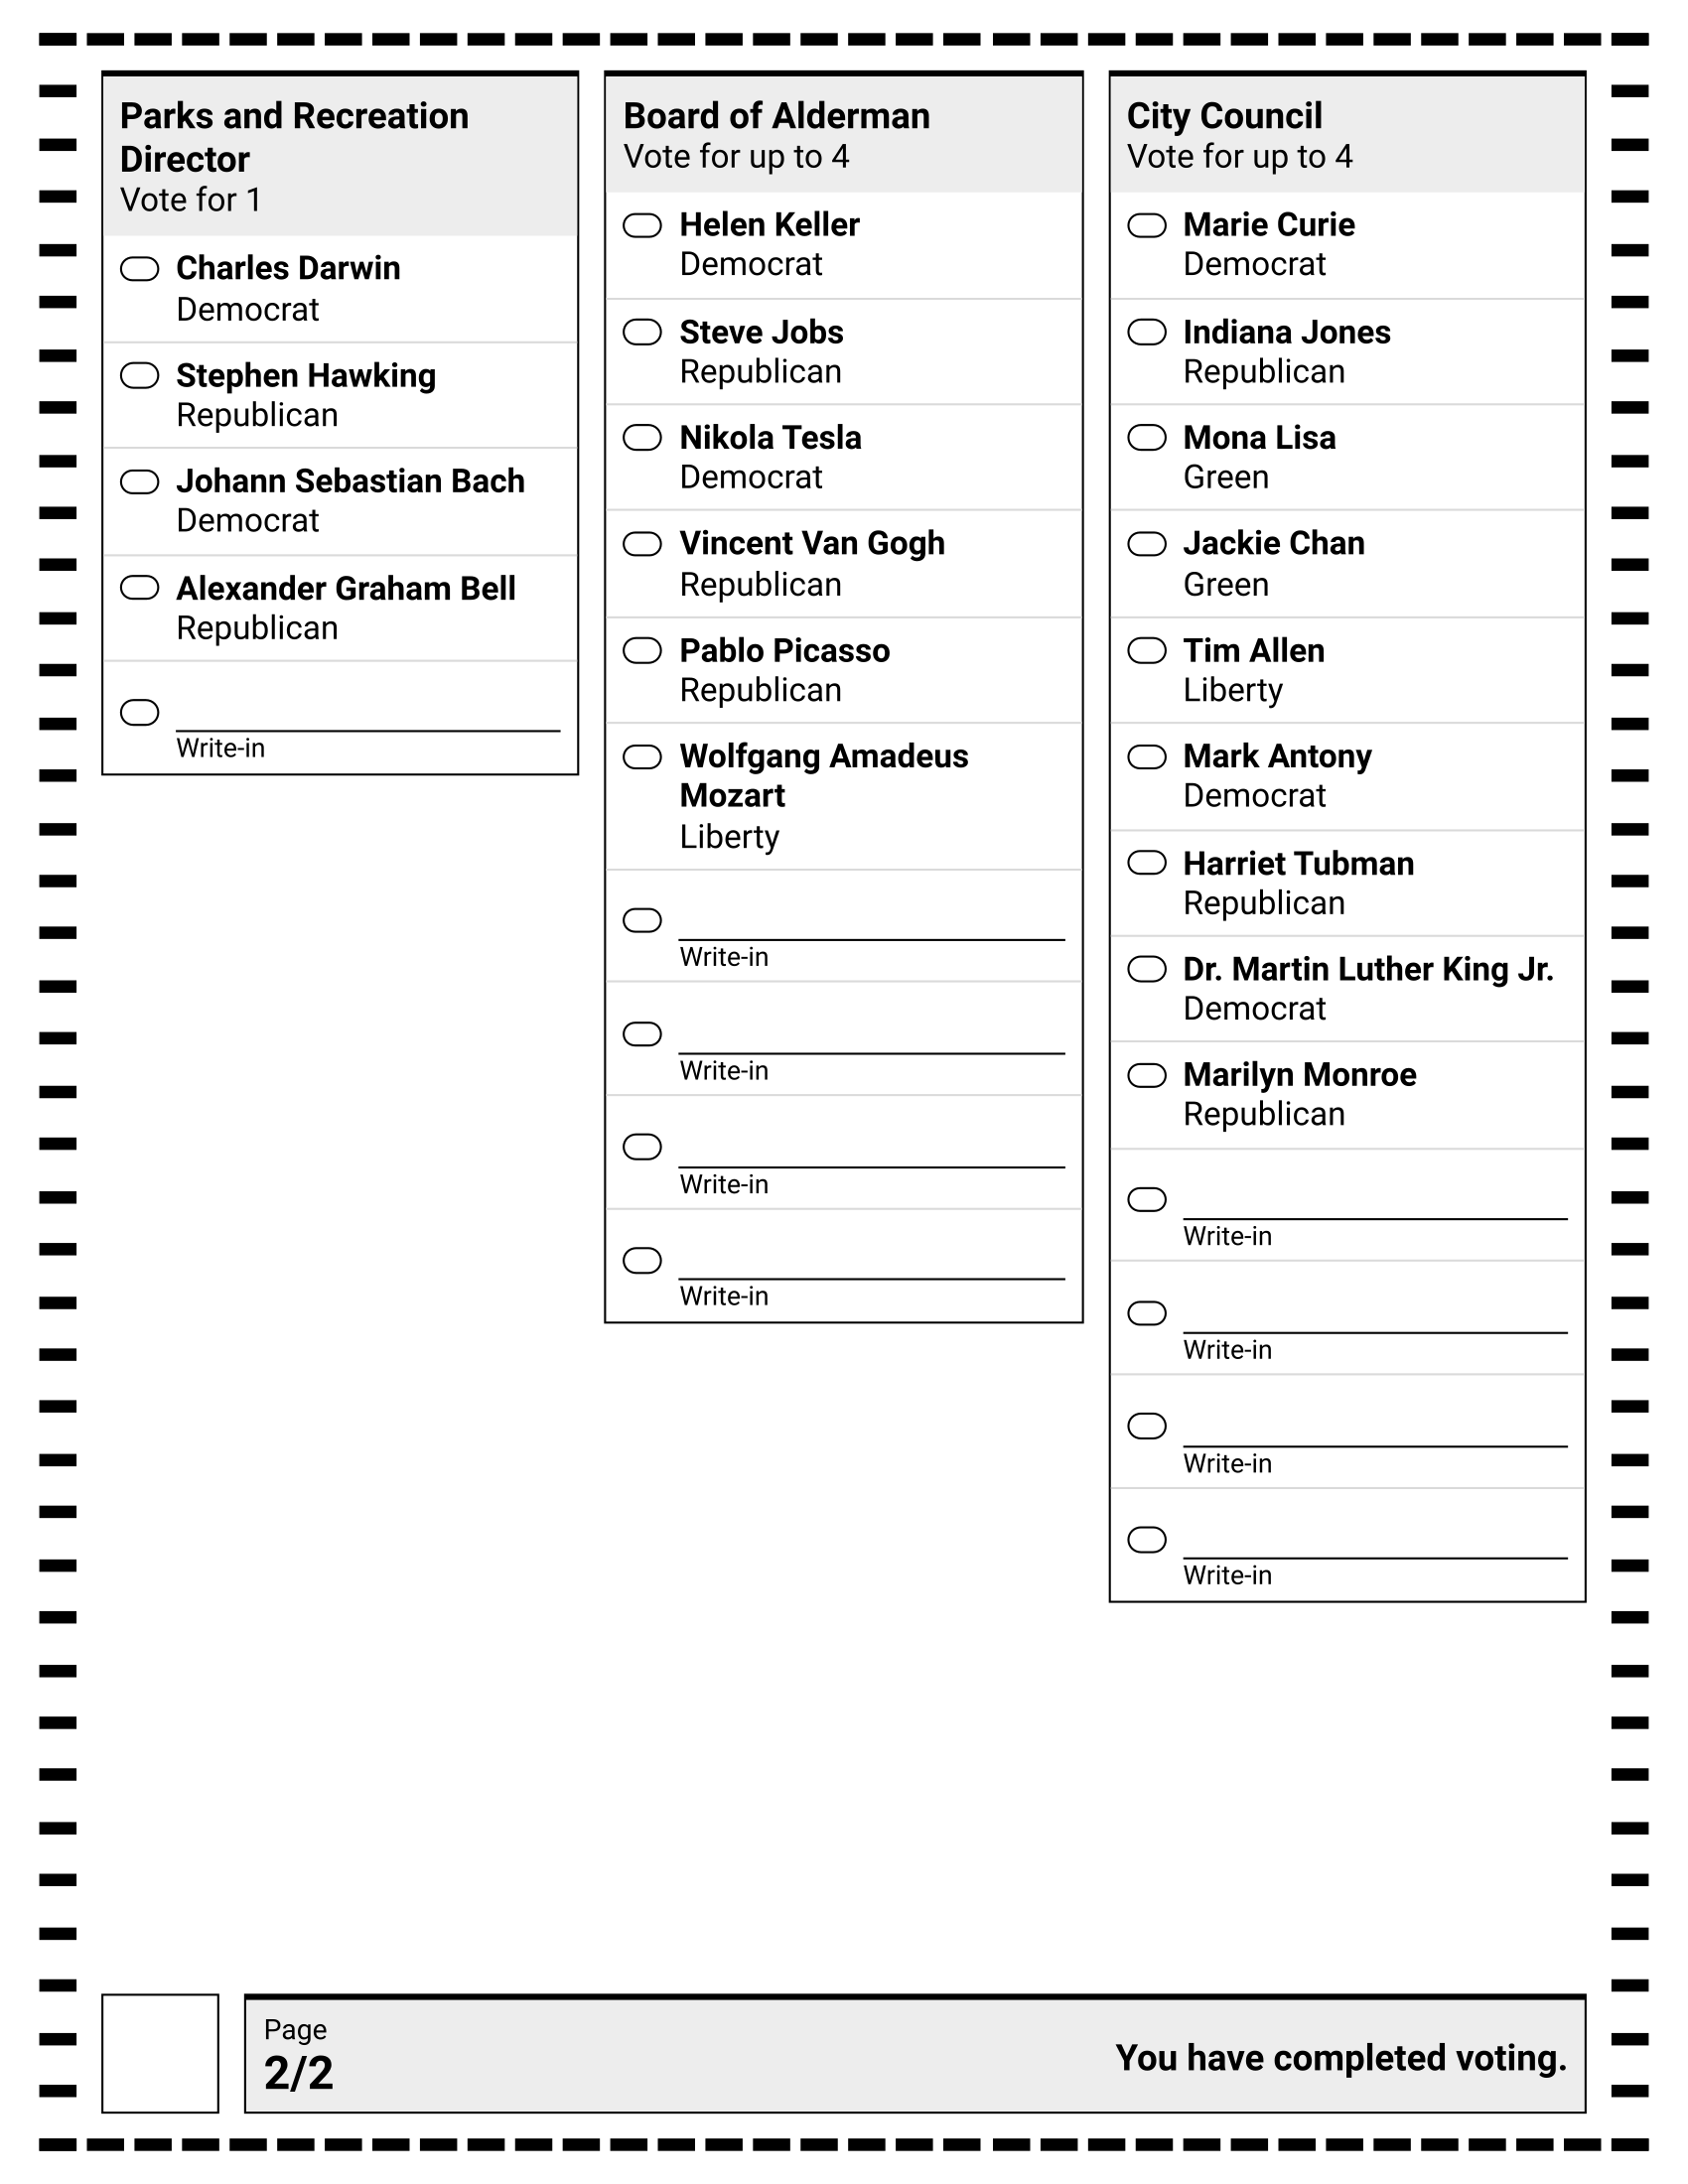 Parks and Recreation
Director
Vote for 1
Charles Darwin
Democrat
Stephen Hawking
Republican
Johann Sebastian Bach
Democrat
Alexander Graham Bell
Republican
Write-in
Board of Alderman
Vote for up to 4
Helen Keller
Democrat
Steve Jobs
Republican
Nikola Tesla
Democrat
Vincent Van Gogh
Republican
Pablo Picasso
Republican
Wolfgang Amadeus
Mozart
Liberty
Write-in
Write-in
Write-in
Write-in
City Council
Vote for up to 4
Marie Curie
Democrat
Indiana Jones
Republican
Mona Lisa
Green
Jackie Chan
Green
Tim Allen
Liberty
Mark Antony
Democrat
Harriet Tubman
Republican
Dr. Martin Luther King Jr.
Democrat
Marilyn Monroe
Republican
Write-in
Write-in
Write-in
Write-in
Page
2/2
You have completed voting.